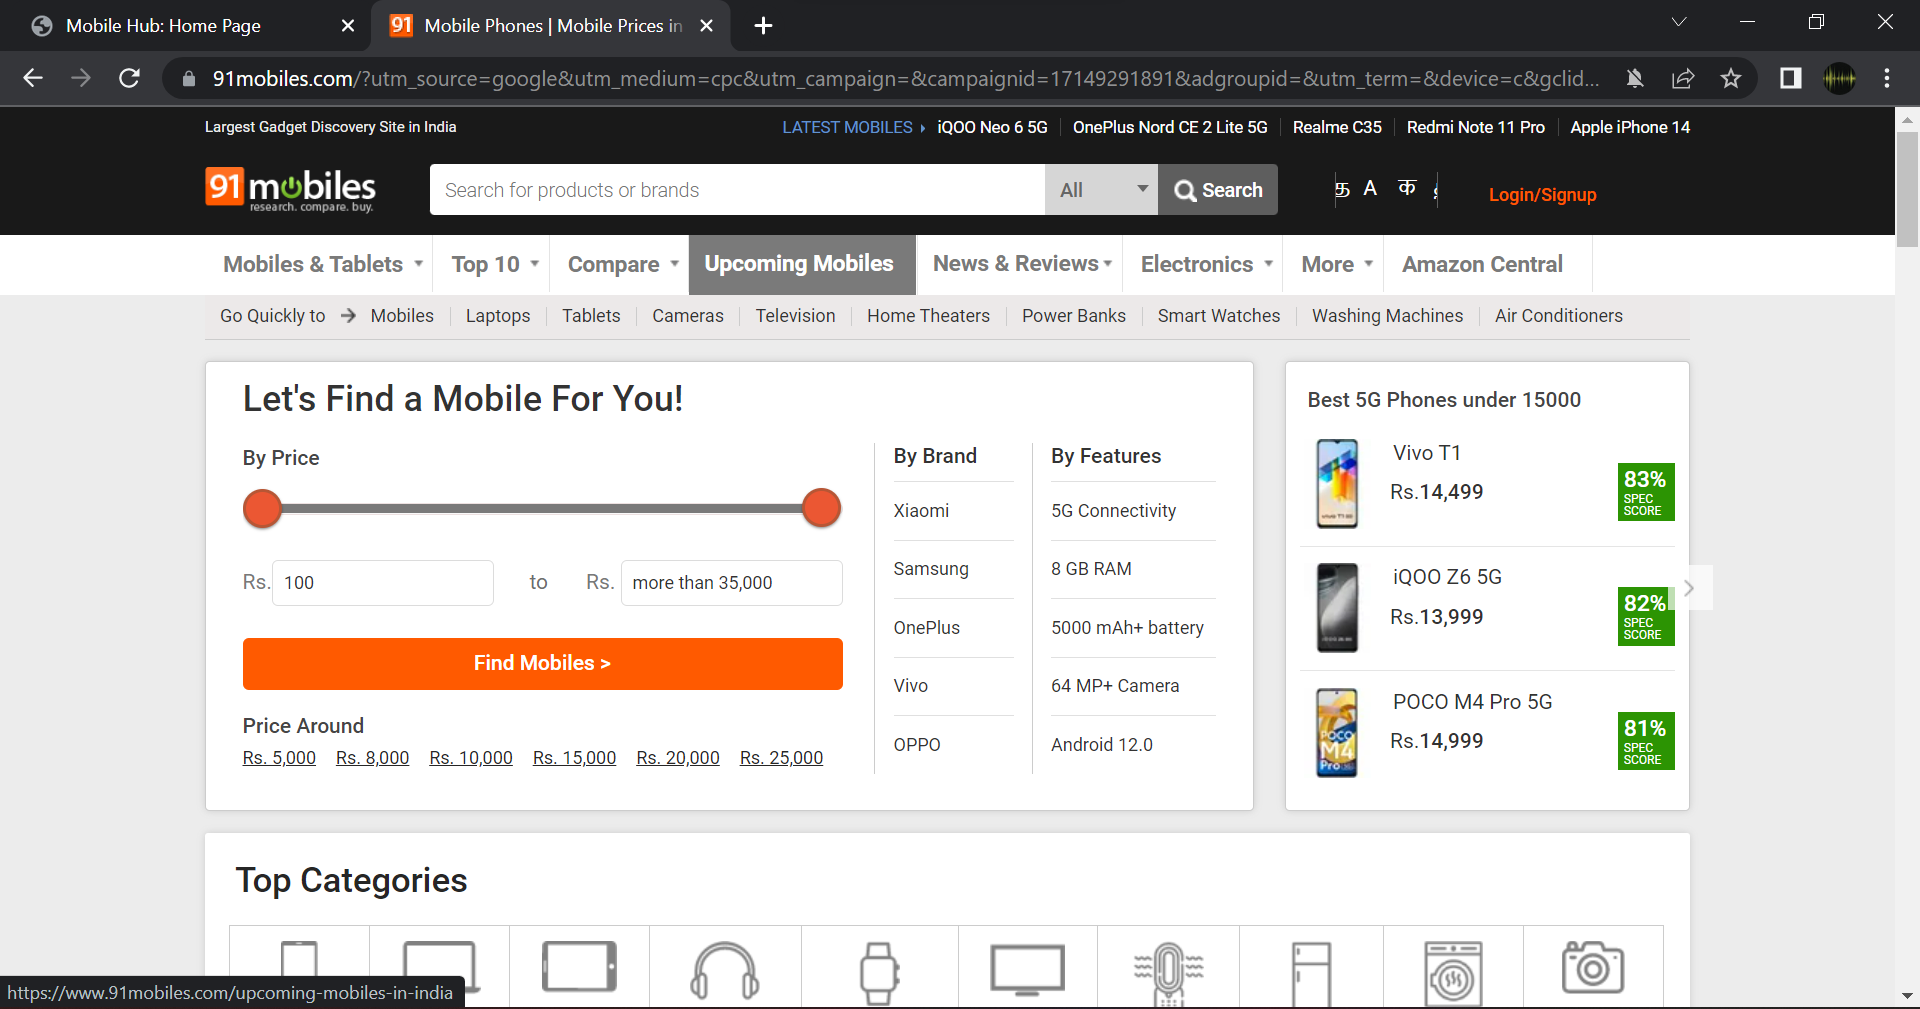 Mobile Hub: Home Page
91 Mobile Phones | Mobile Prices in
91mobiles.com/?utm_source=google&utm_medium=cpc&utm_campaign=&campaignid=17149291891&adgroupid=&utm_term=&device=c&gclid...
Largest Gadget Discovery Site in India
LATEST MOBILES iQOO Neo 6 5G OnePlus Nord CE 2 Lite 5G Realme C35 Redmi Note 11 Pro Apple iPhone 14
91mobiles
research. compare. buy.
Search for products or brands
All
Search
த A क
Login/Signup
Mobiles & Tablets Top 10 Compare Upcoming Mobiles News & Reviews Electronics More Amazon Central
Go Quickly to → Mobiles Laptops Tablets Cameras Television Home Theaters Power Banks Smart Watches Washing Machines Air Conditioners
Let's Find a Mobile For You!
By Price
Rs. 100 to Rs. more than 35,000
Find Mobiles >
Price Around
Rs. 5,000 Rs. 8,000 Rs. 10,000 Rs. 15,000 Rs. 20,000 Rs. 25,000
By Brand
Xiaomi
Samsung
OnePlus
Vivo
OPPO
By Features
5G Connectivity
8 GB RAM
5000 mAh+ battery
64 MP+ Camera
Android 12.0
Best 5G Phones under 15000
Vivo T1
Rs.14,499
83%
SPEC
SCORE
iQOO Z6 5G
Rs.13,999
82%
SPEC
SCORE
POCO M4 Pro 5G
Rs.14,999
81%
SPEC
SCORE
POCO
M4
Pro
Top Categories
https://www.91mobiles.com/upcoming-mobiles-in-india